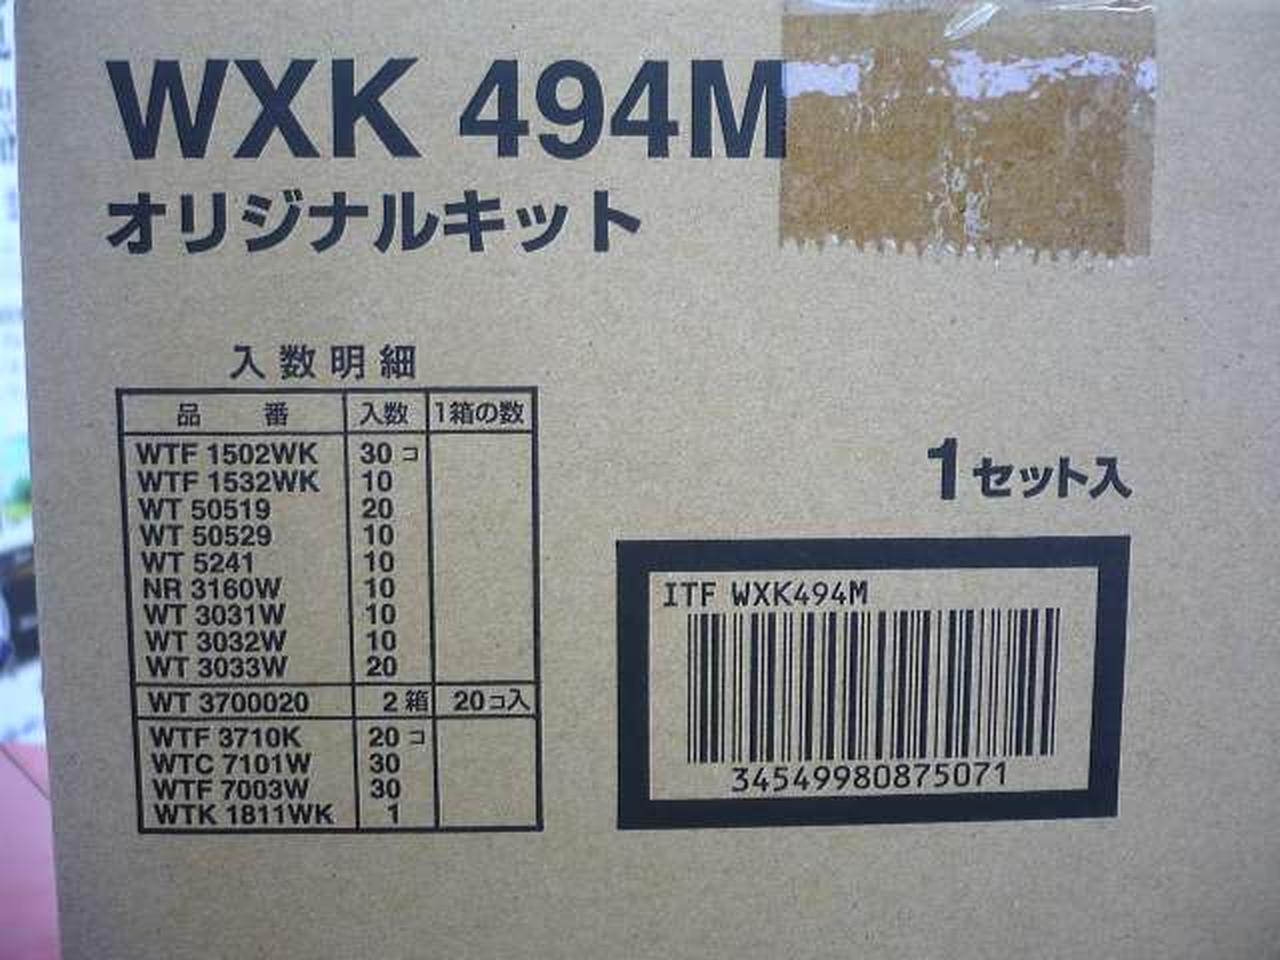 WXK 494M
オリジナルキット
入数明細
品 番 入数 1箱の数
WTF 1502WK 30 コ
WTF 1532WK 10
WT 50519 20
WT 50529 10
WT 5241 10
NR 3160W 10
WT 3031W 10
WT 3032W 10
WT 3033W 20
WT 3700020 2 箱 20コ入
WTF 3710K 20 コ
WTC 7101W 30
WTF 7003W 30
WTK 1811WK 1
1セット入
ITF WXK494M
34549980875071